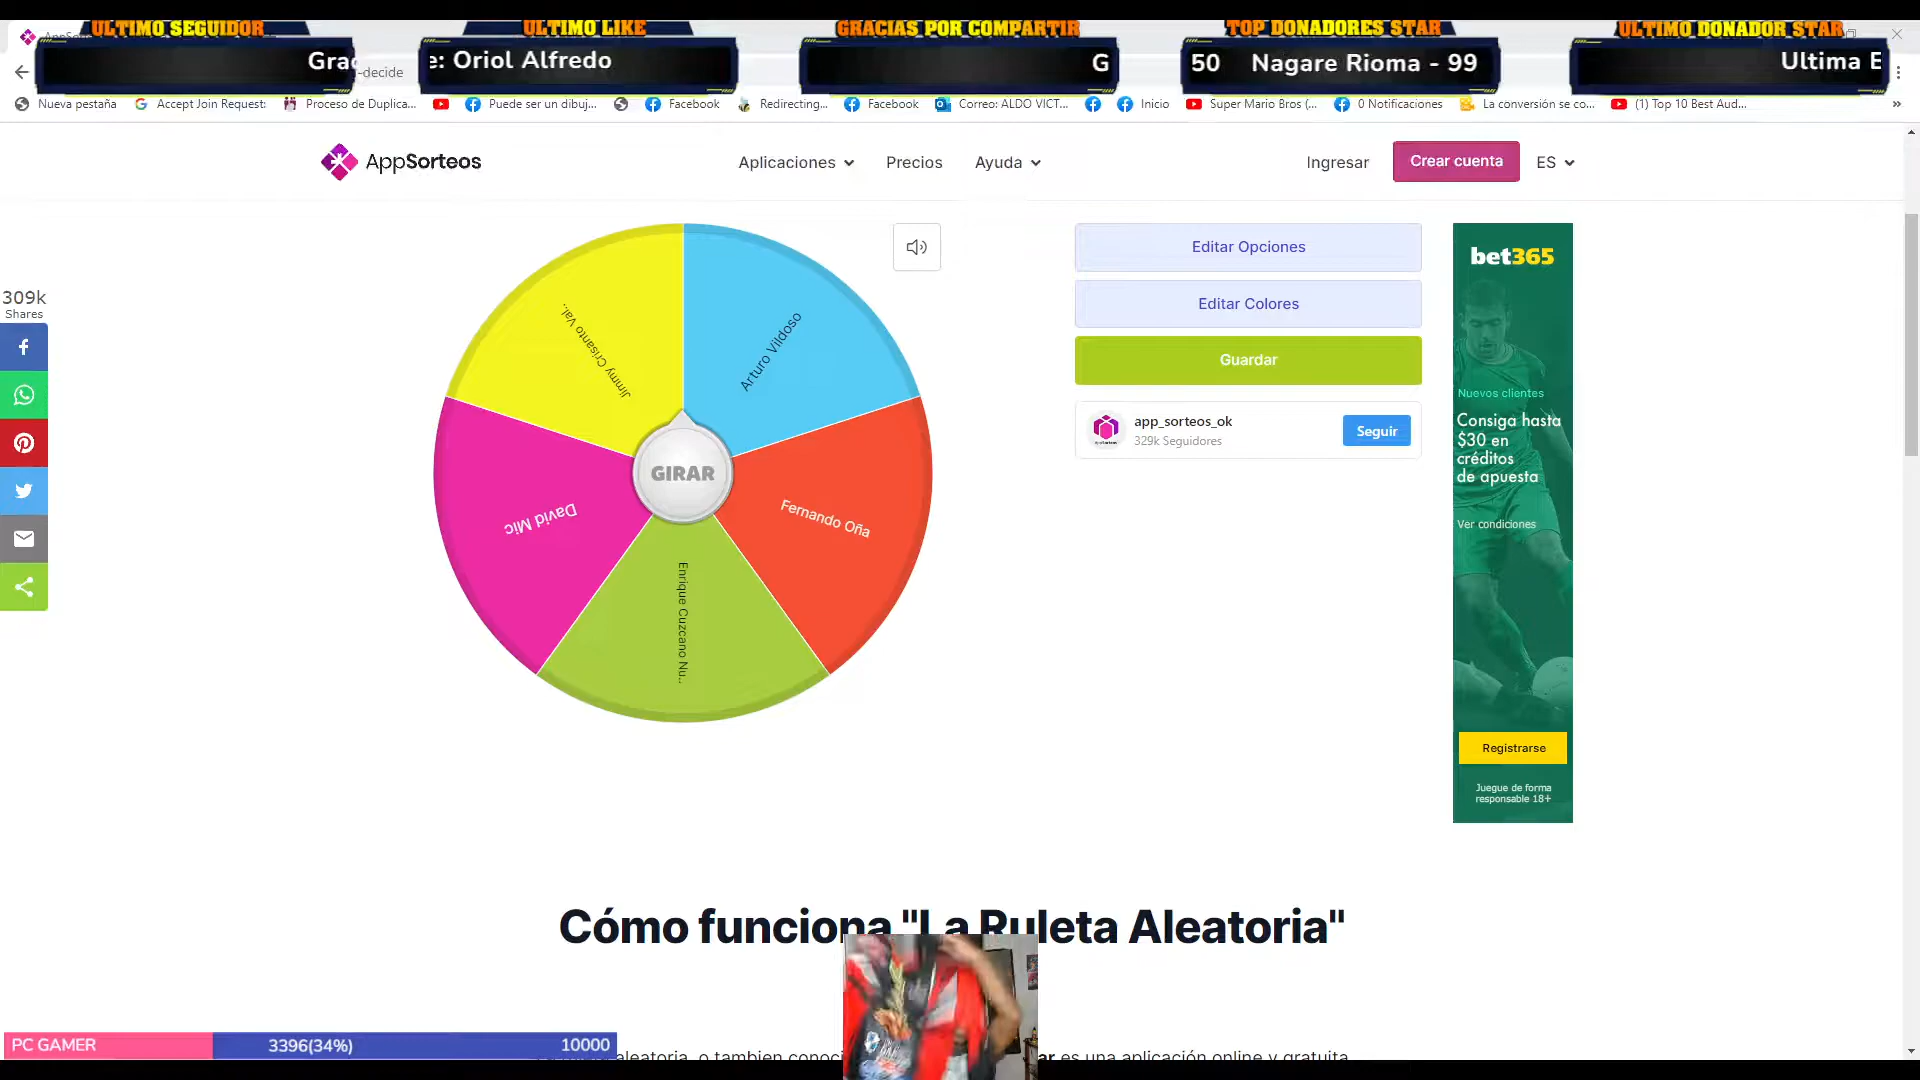 ULTIMO SEGUIDOR
ULTIMO LIKE
GRACIAS POR COMPARTIR
TOP DONADORES STAR
ULTIMO DONADOR STAR
Grac
e: Oriol Alfredo
G
50 Nagare Rioma - 99
Ultima E
-decide
Nueva pestaña
Accept Join Request:
Proceso de Duplica...
Puede ser un dibuj...
Facebook
Redirecting...
Facebook
Correo: ALDO VICT...
Inicio
Super Mario Bros (...
0 Notificaciones
La conversión se co...
(1) Top 10 Best Aud...
»
AppSorteos
Aplicaciones
Precios
Ayuda
Ingresar
Crear cuenta
ES
309k
Shares
Jimmy Crisanto Val..
Arturo Vildoso
Fernando Oña
Enrique Cuzcano Nu..
David Mic
GIRAR
Editar Opciones
Editar Colores
Guardar
app_sorteos_ok
329k Seguidores
Seguir
bet365
Nuevos clientes
Consiga hasta
$30 en
créditos
de apuesta
Ver condiciones
Registrarse
Juegue de forma
responsable 18+
Cómo funciona "La Ruleta Aleatoria"
PC GAMER
3396(34%)
10000
aleatoria, o tambien conoci
ar es una aplicación online y gratuita